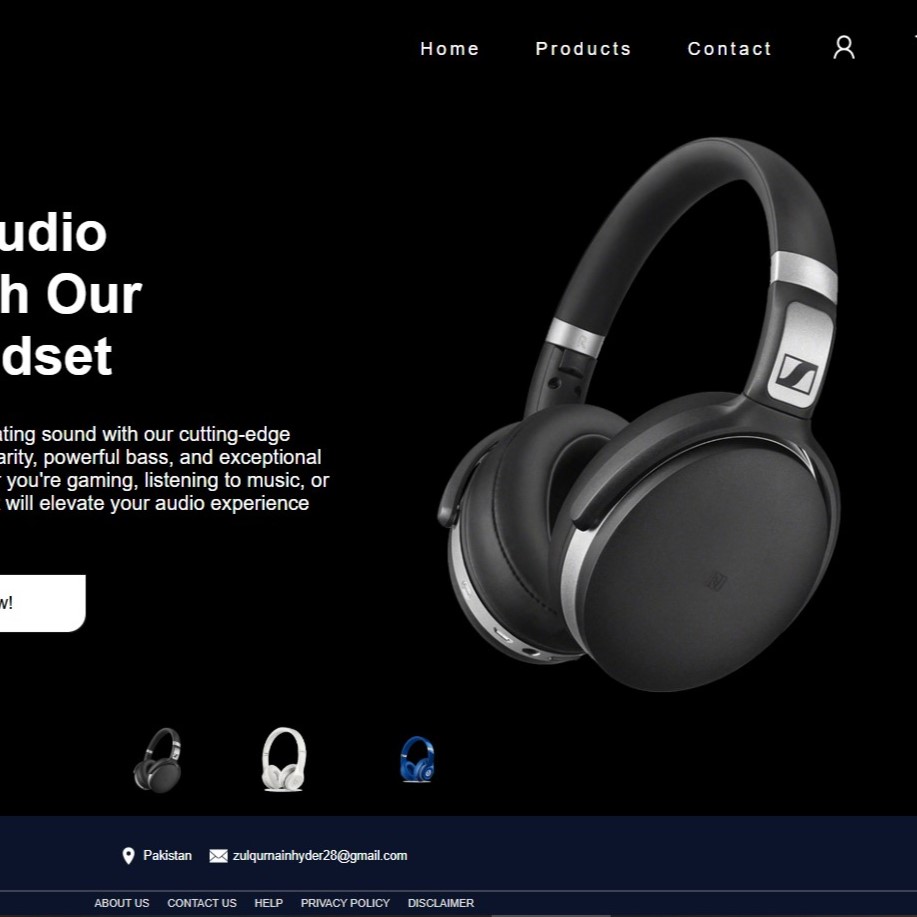 Home Products Contact
udio
h Our
dset
ating sound with our cutting-edge
arity, powerful bass, and exceptional
r you're gaming, listening to music, or
t will elevate your audio experience
w!
Pakistan zulqurnainhyder28@gmail.com
ABOUT US CONTACT US HELP PRIVACY POLICY DISCLAIMER